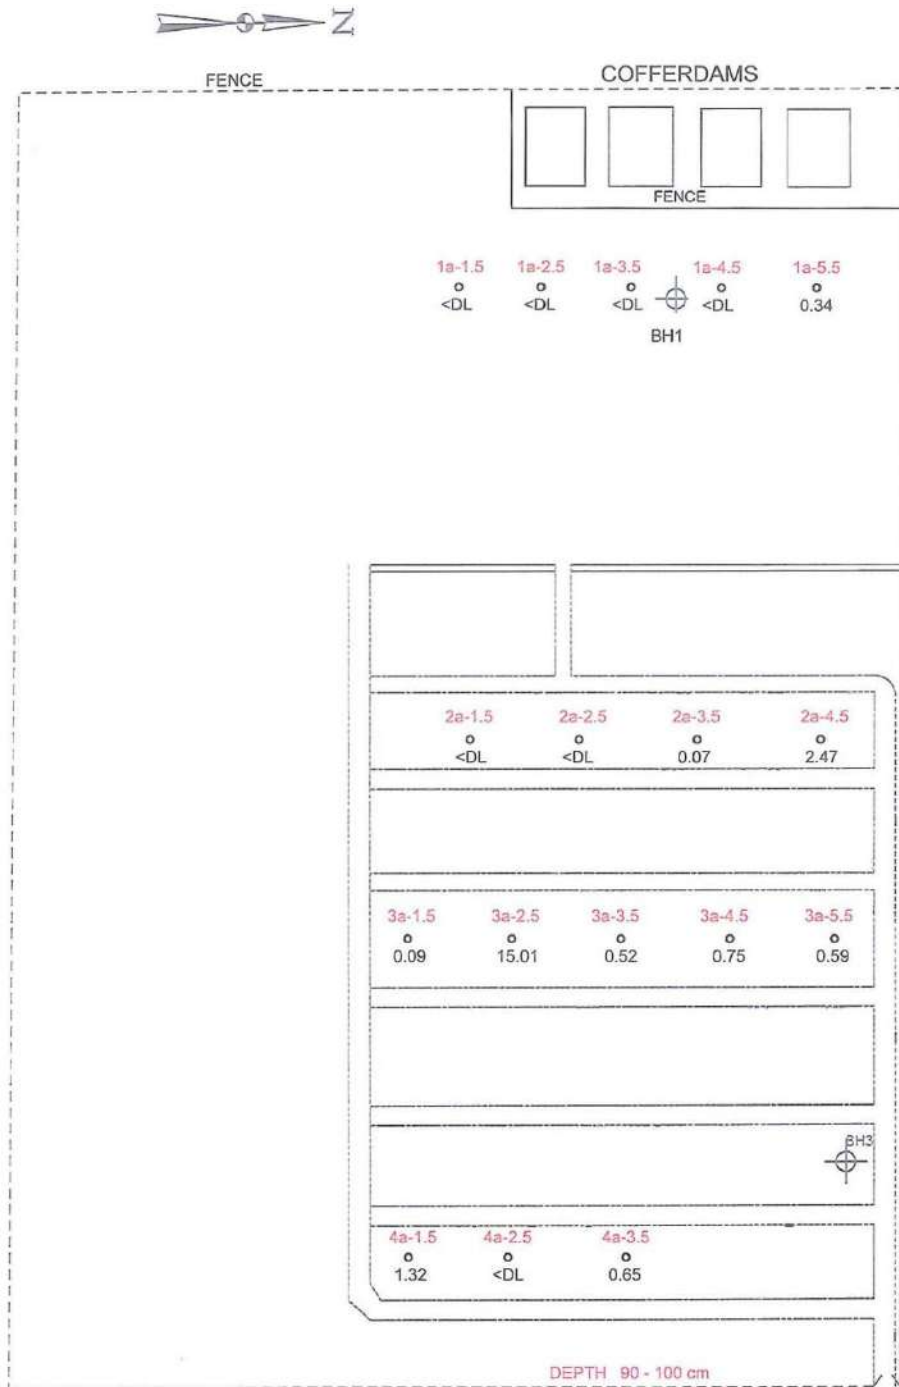 N
FENCE
COFFERDAMS
FENCE
1a-1.5 1a-2.5 1a-3.5 1a-4.5 1a-5.5
<DL <DL <DL <DL 0.34
BH1
2a-1.5 2a-2.5 2a-3.5 2a-4.5
<DL <DL 0.07 2.47
3a-1.5 3a-2.5 3a-3.5 3a-4.5 3a-5.5
0.09 15.01 0.52 0.75 0.59
BH3
4a-1.5 4a-2.5 4a-3.5
1.32 <DL 0.65
DEPTH 90 - 100 cm